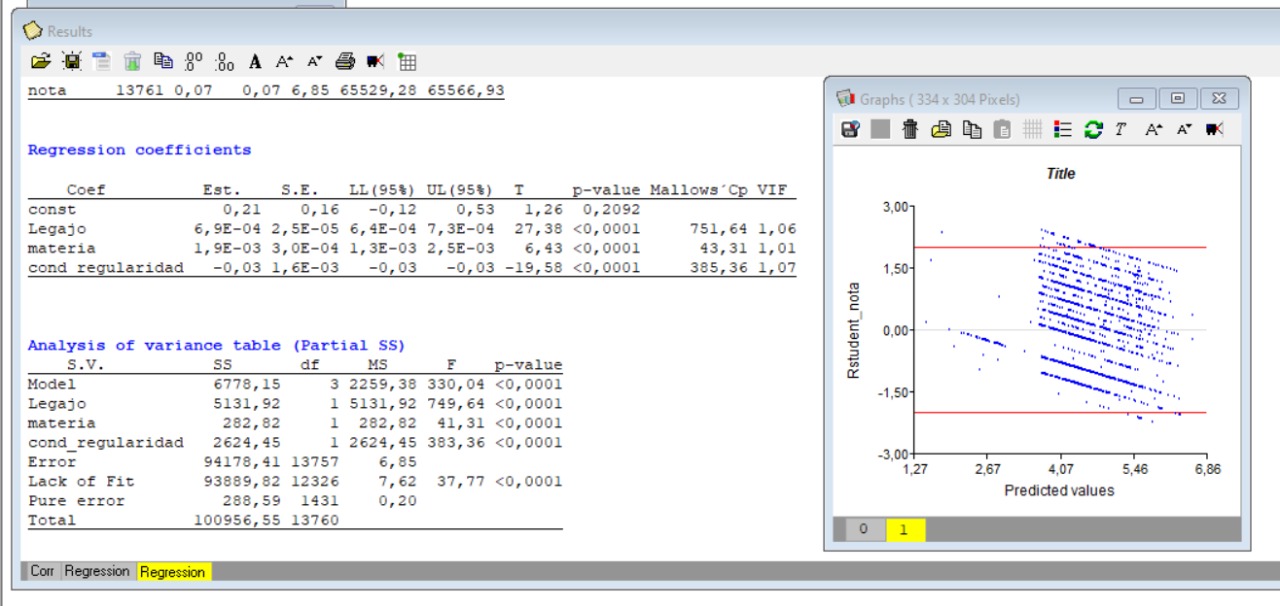 Results
nota 13761 0,07 0,07 6,85 65529,28 65566,93
Regression coefficients
Coef Est. S.E. LL(95%) UL(95%) T p-value Mallows´Cp VIF
const 0,21 0,16 -0,12 0,53 1,26 0,2092
Legajo 6,9E-04 2,5E-05 6,4E-04 7,3E-04 27,38 <0,0001 751,64 1,06
materia 1,9E-03 3,0E-04 1,3E-03 2,5E-03 6,43 <0,0001 43,31 1,01
cond_regularidad -0,03 1,6E-03 -0,03 -0,03 -19,58 <0,0001 385,36 1,07
Analysis of variance table (Partial SS)
S.V. SS df MS F p-value
Model 6778,15 3 2259,38 330,04 <0,0001
Legajo 5131,92 1 5131,92 749,64 <0,0001
materia 282,82 1 282,82 41,31 <0,0001
cond_regularidad 2624,45 1 2624,45 383,36 <0,0001
Error 94178,41 13757 6,85
Lack of Fit 93889,82 12326 7,62 37,77 <0,0001
Pure error 288,59 1431 0,20
Total 100956,55 13760
Corr Regression Regression
Graphs ( 334 x 304 Pixels)
Title
3,00
1,50
0,00
-1,50
-3,00
Rstudent_nota
1,27 2,67 4,07 5,46 6,86
Predicted values
0 1